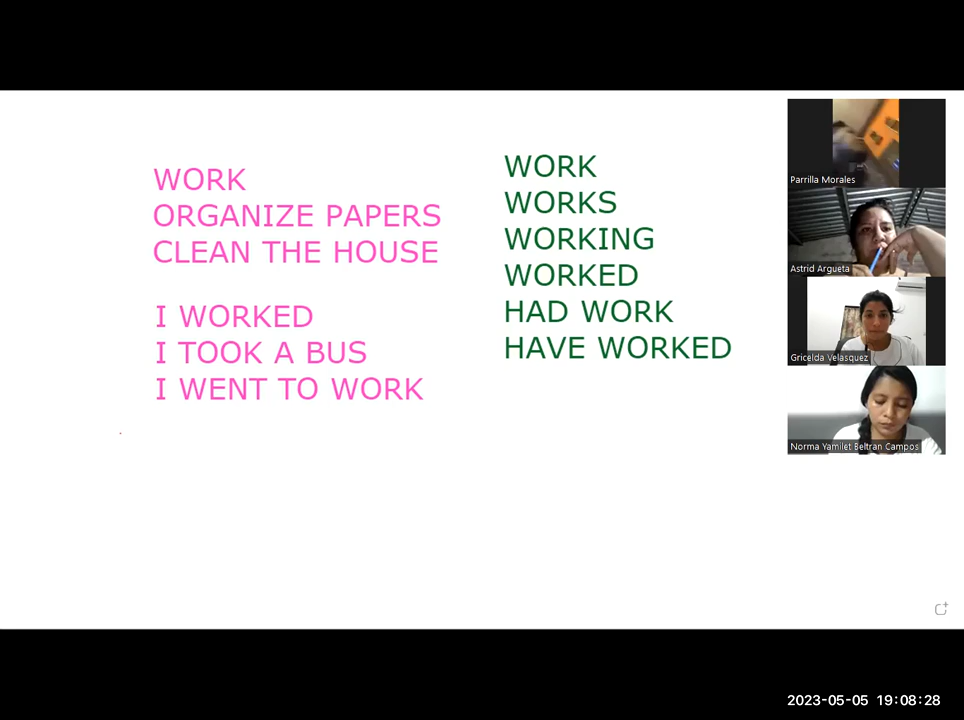 WORK
ORGANIZE PAPERS
CLEAN THE HOUSE
I WORKED
I TOOK A BUS
I WENT TO WORK
WORK
WORKS
WORKING
WORKED
HAD WORK
HAVE WORKED
Parrilla Morales
Astrid Argueta
Gricelda Velasquez
Norma Yamilet Beltran Campos
2023-05-05 19:08:28